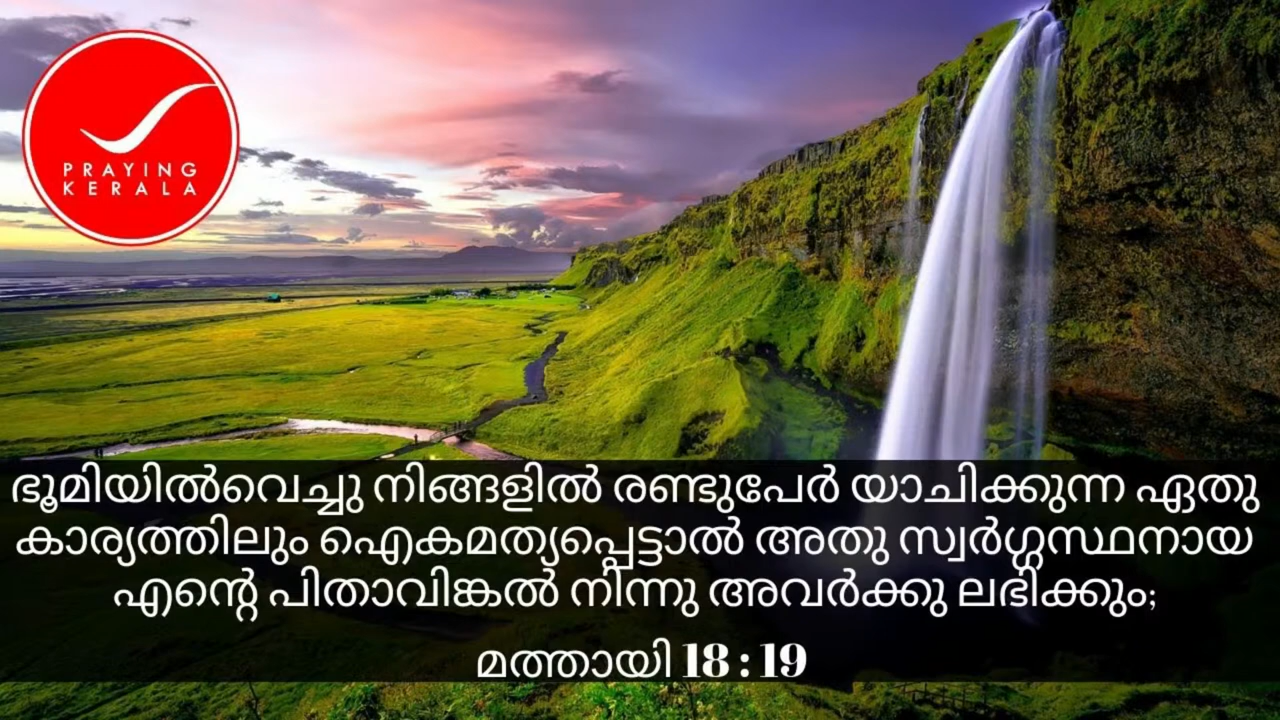 PRAYING
KERALA
ഭൂമിയിൽവെച്ചു നിങ്ങളിൽ രണ്ടുപേർ യാചിക്കുന്ന ഏതു
കാര്യത്തിലും ഐകമത്യപ്പെട്ടാൽ അതു സ്വർഗ്ഗസ്ഥനായ
എന്റെ പിതാവിങ്കൽ നിന്നു അവർക്കു ലഭിക്കും;
മത്തായി 18 : 19